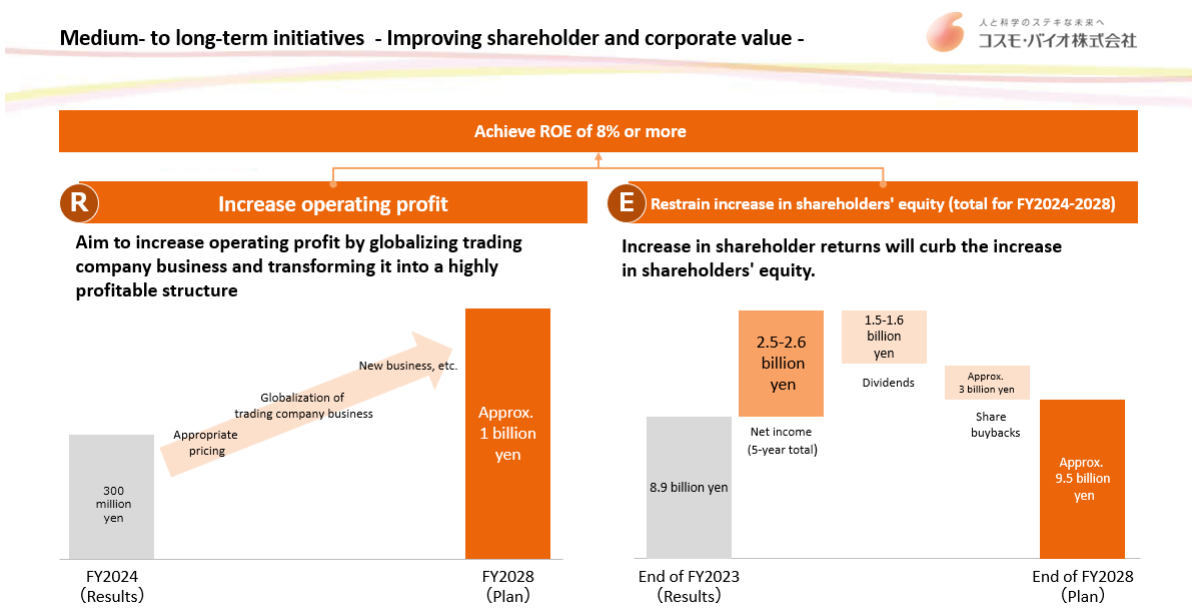 Medium- to long-term initiatives - Improving shareholder and corporate value -
人と科学のステキな未来へ
コスモ・バイオ株式会社
Achieve ROE of 8% or more
R
Increase operating profit
Aim to increase operating profit by globalizing trading
company business and transforming it into a highly
profitable structure
New business, etc.
Globalization of
trading company business
Appropriate
pricing
300
million
yen
Approx.
1 billion
yen
FY2024
(Results)
FY2028
(Plan)
E
Restrain increase in shareholders' equity (total for FY2024-2028)
Increase in shareholder returns will curb the increase
in shareholders' equity.
8.9 billion yen
2.5-2.6
billion
yen
Net income
(5-year total)
1.5-1.6
billion
yen
Dividends
Approx.
3 billion yen
Share
buybacks
Approx.
9.5 billion
yen
End of FY2023
(Results)
End of FY2028
(Plan)